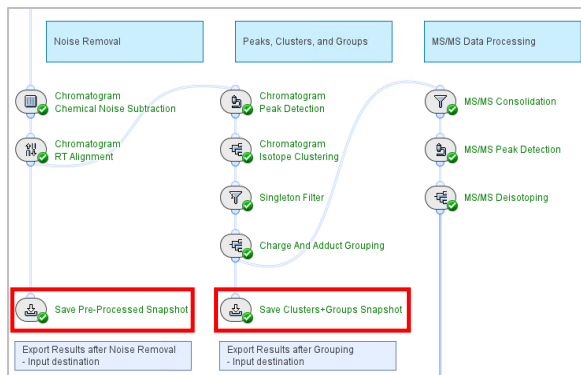 Noise Removal
Peaks, Clusters, and Groups
MS/MS Data Processing
Chromatogram
Chemical Noise Subtraction
Chromatogram
RT Alignment
Save Pre-Processed Snapshot
Export Results after Noise Removal
- Input destination
Chromatogram
Peak Detection
Chromatogram
Isotope Clustering
Singleton Filter
Charge And Adduct Grouping
Save Clusters+Groups Snapshot
Export Results after Grouping
- Input destination
MS/MS Consolidation
MS/MS Peak Detection
MS/MS Deisotoping